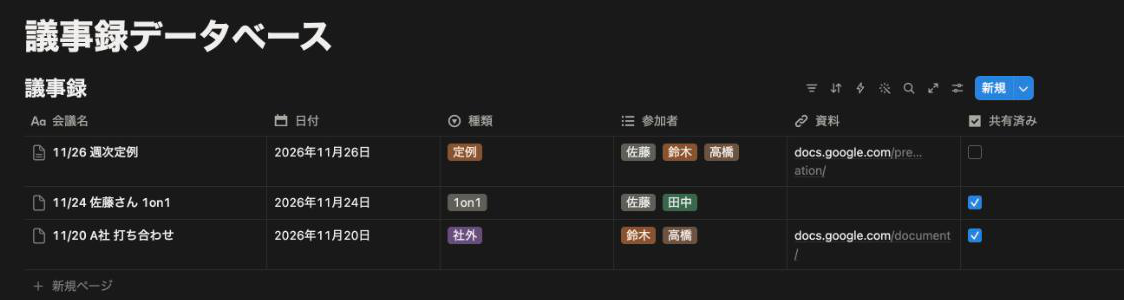 議事録データベース
議事録
新規
Aa 会議名 日付 種類 参加者 資料 共有済み
11/26 週次定例 2026年11月26日 定例 佐藤 鈴木 高橋 docs.google.com/pre…
ation/
11/24 佐藤さん 1on1 2026年11月24日 1on1 佐藤 田中
11/20 A社 打ち合わせ 2026年11月20日 社外 鈴木 高橋 docs.google.com/document
/
+ 新規ページ